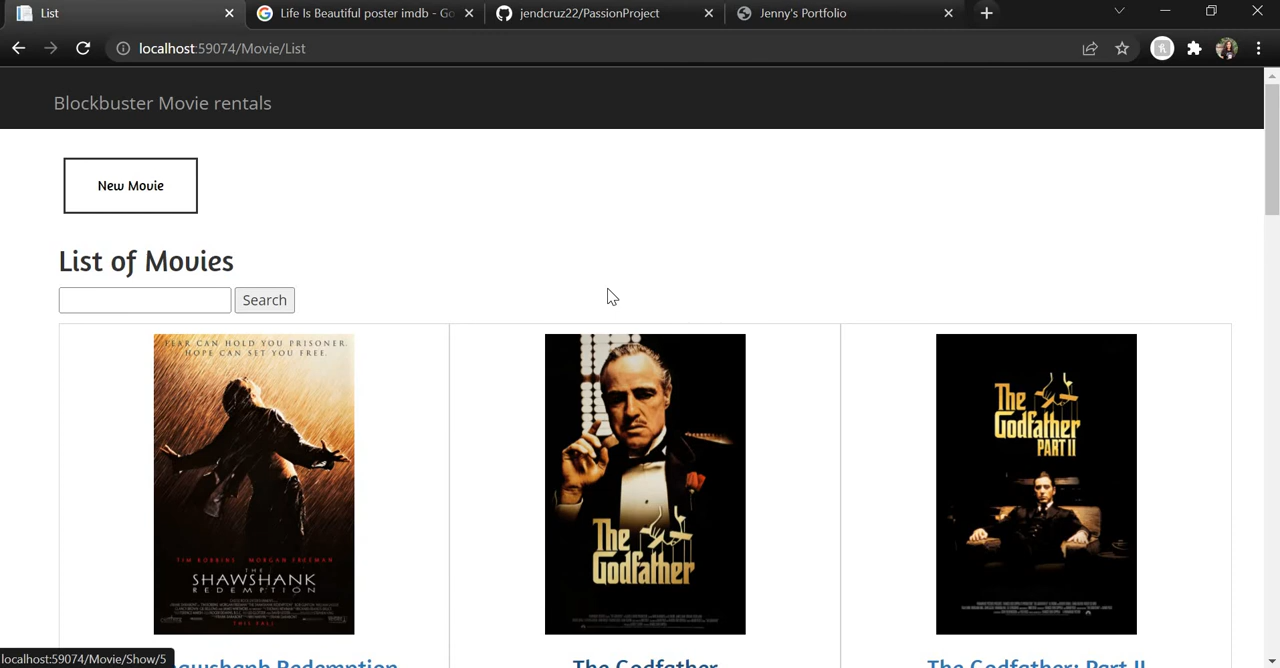 List
Life Is Beautiful poster imdb - Go
jendcruz22/PassionProject
Jenny's Portfolio
localhost:59074/Movie/List
Blockbuster Movie rentals
New Movie
List of Movies
Search
FEAR CAN HOLD YOU PRISONER.
HOPE CAN SET YOU FREE.
TIM ROBBINS MORGAN FREEMAN
THE
SHAWSHANK
REDEMPTION
THIS FALL
The
Godfather
The
Godfather
PART II
localhost:59074/Movie/Show/5
Redemption
The Godfather
The Godfather: Part II